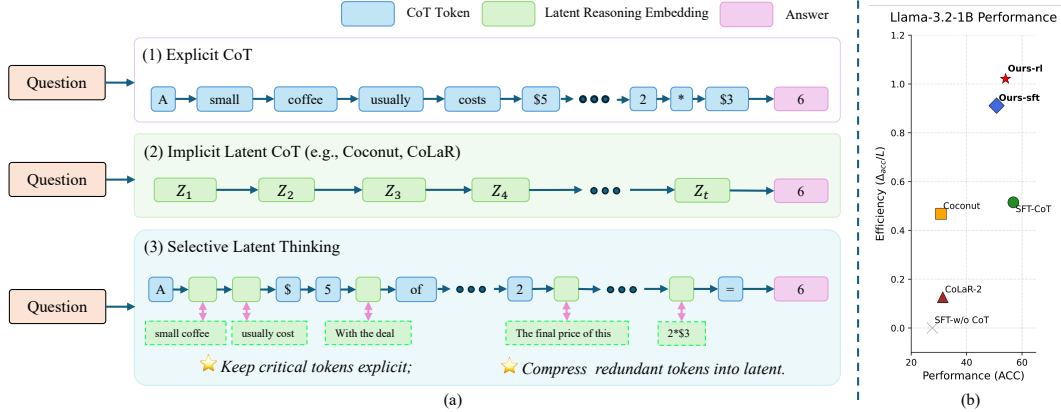 CoT Token
Latent Reasoning Embedding
Answer
(1) Explicit CoT
Question
A small coffee usually costs $5 2 * $3 6
(2) Implicit Latent CoT (e.g., Coconut, CoLaR)
Question
Z1 Z2 Z3 Z4 Zt 6
(3) Selective Latent Thinking
Question
A $ 5 of 2 = 6
small coffee
usually cost
With the deal
The final price of this
2*$3
Keep critical tokens explicit;
Compress redundant tokens into latent.
(a)
Llama-3.2-1B Performance
1.2
1.0
0.8
0.6
0.4
0.2
0.0
Efficiency (Δacc/L)
Ours-rl
Ours-sft
Coconut
SFT-CoT
CoLaR-2
SFT-w/o CoT
20 40 60
Performance (ACC)
(b)